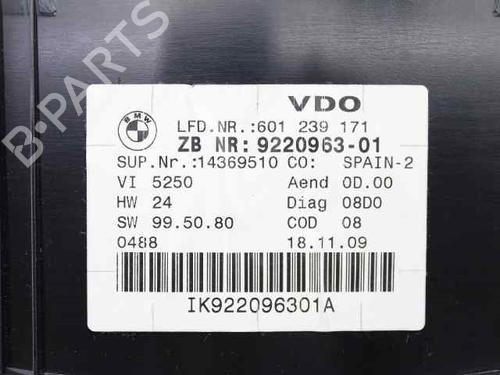 B-PARTS
BMW
VDO
LFD.NR.:601 239 171
ZB NR:9220963-01
SUP.Nr.:14369510 CO: SPAIN-2
VI 5250 Aend 0D.00
HW 24 Diag 08D0
SW 99.50.80 COD 08
0488 18.11.09
IK922096301A